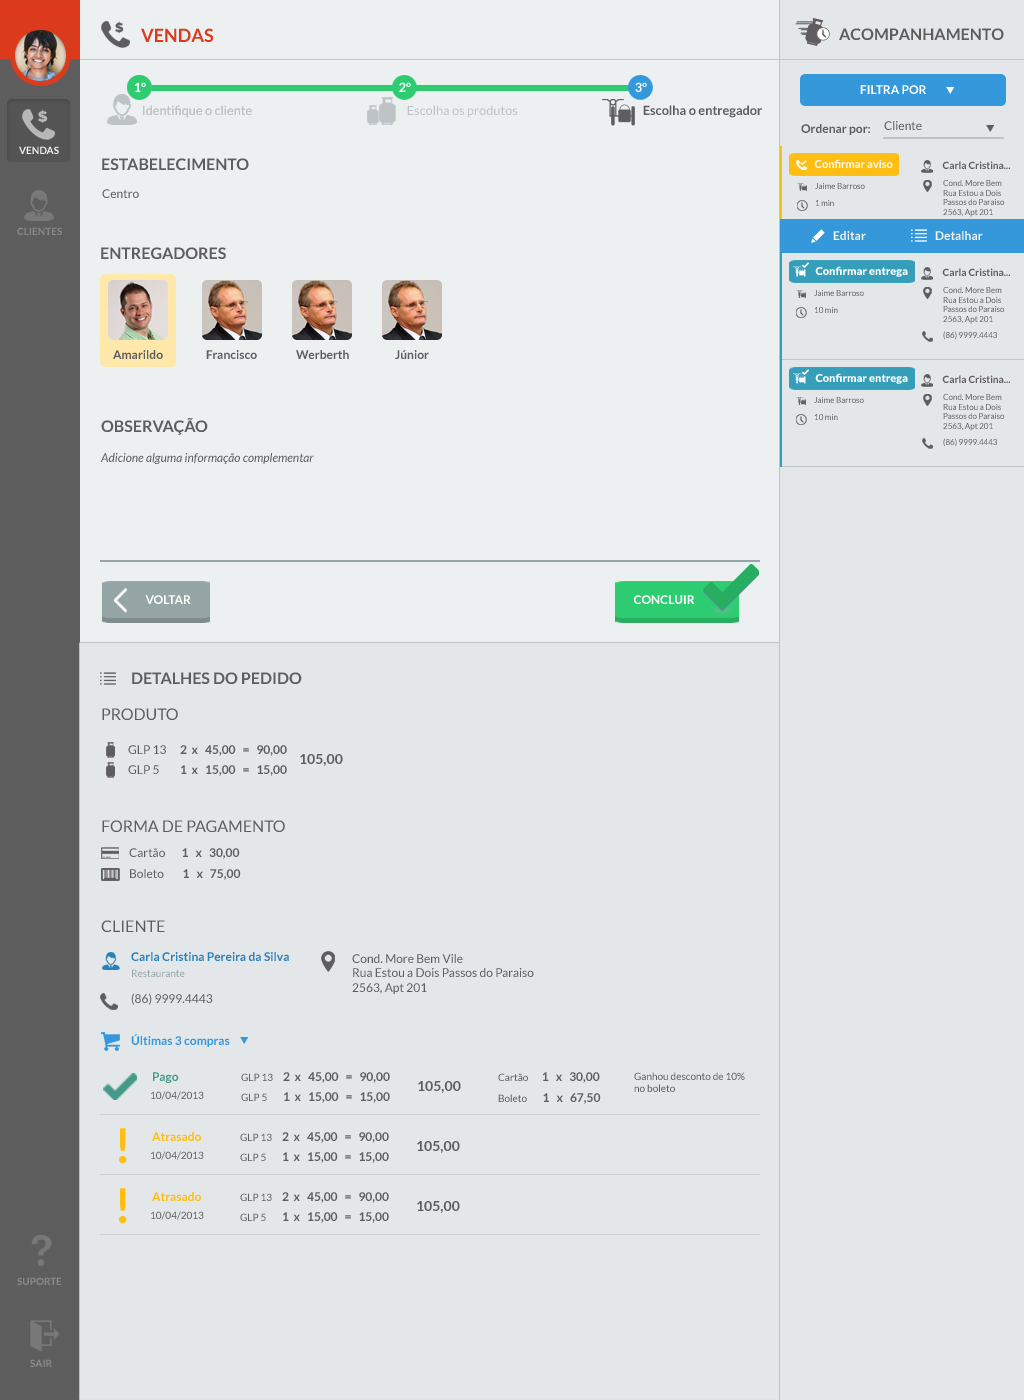 VENDAS
CLIENTES
SUPORTE
SAIR
VENDAS
1º
2º
3º
Identifique o cliente
Escolha os produtos
Escolha o entregador
ESTABELECIMENTO
Centro
ENTREGADORES
Amarildo
Francisco
Werberth
Júnior
OBSERVAÇÃO
Adicione alguma informação complementar
VOLTAR
CONCLUIR
DETALHES DO PEDIDO
PRODUTO
GLP 13 2 x 45,00 = 90,00
GLP 5 1 x 15,00 = 15,00
105,00
FORMA DE PAGAMENTO
Cartão 1 x 30,00
Boleto 1 x 75,00
CLIENTE
Carla Cristina Pereira da Silva
Restaurante
(86) 9999.4443
Cond. More Bem Vile
Rua Estou a Dois Passos do Paraiso
2563, Apt 201
Últimas 3 compras
Pago
10/04/2013
GLP 13 2 x 45,00 = 90,00
GLP 5 1 x 15,00 = 15,00
105,00
Cartão 1 x 30,00
Boleto 1 x 67,50
Ganhou desconto de 10%
no boleto
Atrasado
10/04/2013
GLP 13 2 x 45,00 = 90,00
GLP 5 1 x 15,00 = 15,00
105,00
Atrasado
10/04/2013
GLP 13 2 x 45,00 = 90,00
GLP 5 1 x 15,00 = 15,00
105,00
ACOMPANHAMENTO
FILTRA POR
Ordenar por: Cliente
Confirmar aviso
Jaime Barroso
1 min
Carla Cristina...
Cond. More Bem
Rua Estou a Dois
Passos do Paraiso
2563, Apt 201
Editar
Detalhar
Confirmar entrega
Jaime Barroso
10 min
Carla Cristina...
Cond. More Bem
Rua Estou a Dois
Passos do Paraiso
2563, Apt 201
(86) 9999.4443
Confirmar entrega
Jaime Barroso
10 min
Carla Cristina...
Cond. More Bem
Rua Estou a Dois
Passos do Paraiso
2563, Apt 201
(86) 9999.4443